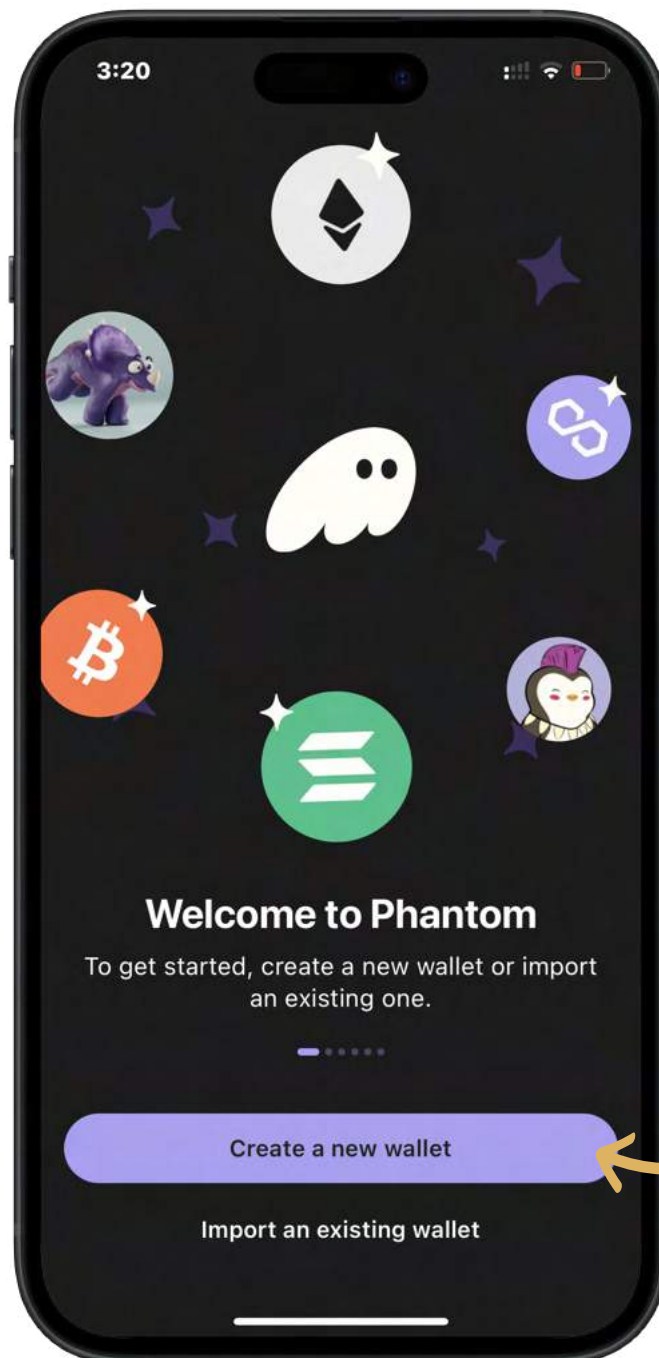 3:20
Welcome to Phantom
To get started, create a new wallet or import
an existing one.
Create a new wallet
Import an existing wallet